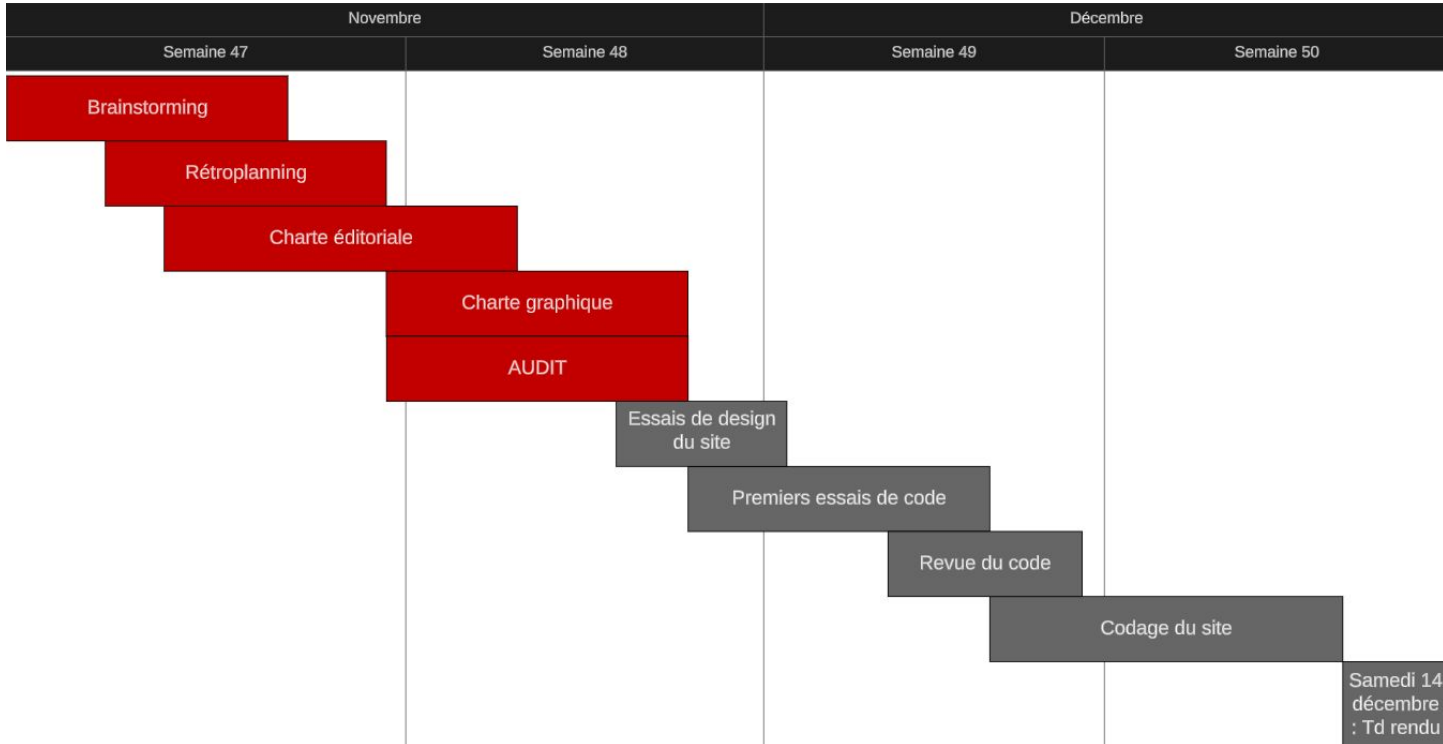 Novembre
Décembre
Semaine 47
Semaine 48
Semaine 49
Semaine 50
Brainstorming
Rétroplanning
Charte éditoriale
Charte graphique
AUDIT
Essais de design
du site
Premiers essais de code
Revue du code
Codage du site
Samedi 14
décembre
: Td rendu